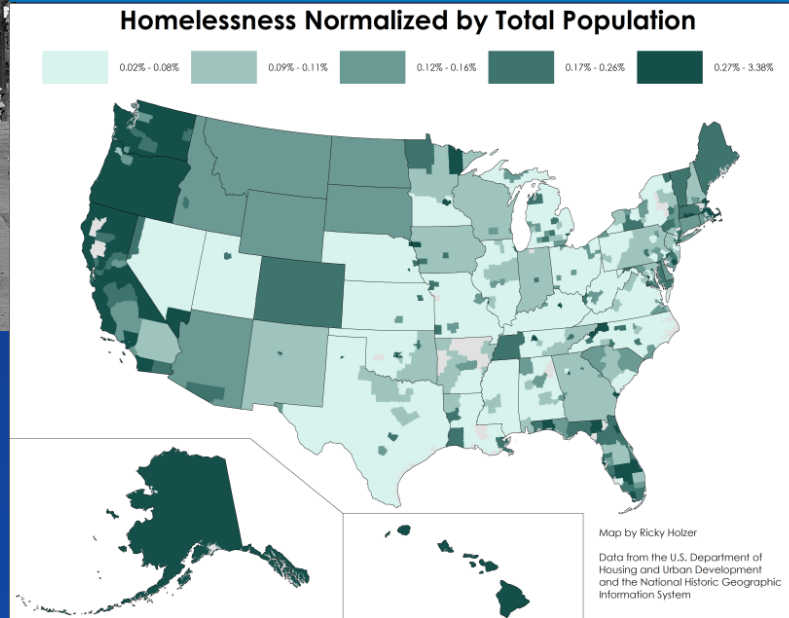 Homelessness Normalized by Total Population
0.02% - 0.08%
0.09% - 0.11%
0.12% - 0.16%
0.17% - 0.26%
0.27% - 3.38%
Map by Ricky Holzer
Data from the U.S. Department of
Housing and Urban Development
and the National Historic Geographic
Information System